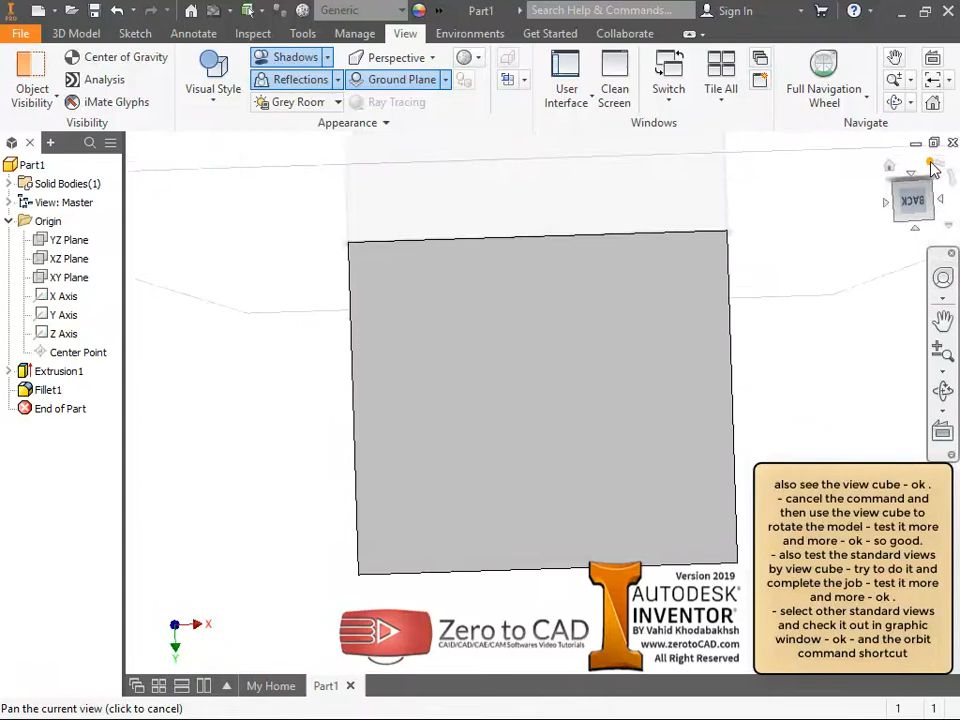 PRO
Generic
Part1
Search Help & Commands...
Sign In
File
3D Model
Sketch
Annotate
Inspect
Tools
Manage
View
Environments
Get Started
Collaborate
Object
Visibility
Center of Gravity
Analysis
iMate Glyphs
Visibility
Visual Style
Shadows
Reflections
Grey Room
Perspective
Ground Plane
Ray Tracing
Appearance
User
Interface
Clean
Screen
Switch
Tile All
Windows
Full Navigation
Wheel
Navigate
Part1
Solid Bodies(1)
View: Master
Origin
YZ Plane
XZ Plane
XY Plane
X Axis
Y Axis
Z Axis
Center Point
Extrusion1
Fillet1
End of Part
BACK
X
Y
also see the view cube - ok .
- cancel the command and
then use the view cube to
rotate the model - test it more
and more - ok - so good.
- also test the standard views
by view cube - try to do it and
complete the job - test it more
and more - ok .
- select other standard views
and check it out in graphic
window - ok - and the orbit
command shortcut
Zero to CAD
CAID/CAD/CAE/CAM Softwares Video Tutorials
Version 2019
AUTODESK
INVENTOR
BY Vahid Khodabakhsh
www.zerotoCAD.com
All Right Reserved
My Home
Part1
Pan the current view (click to cancel)
1
1